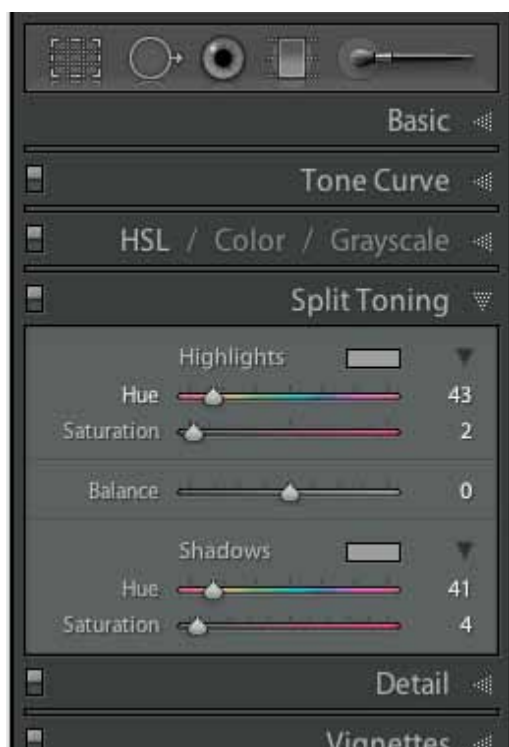 Basic
Tone Curve
HSL / Color / Grayscale
Split Toning
Highlights
Hue 43
Saturation 2
Balance 0
Shadows
Hue 41
Saturation 4
Detail
Vignettes